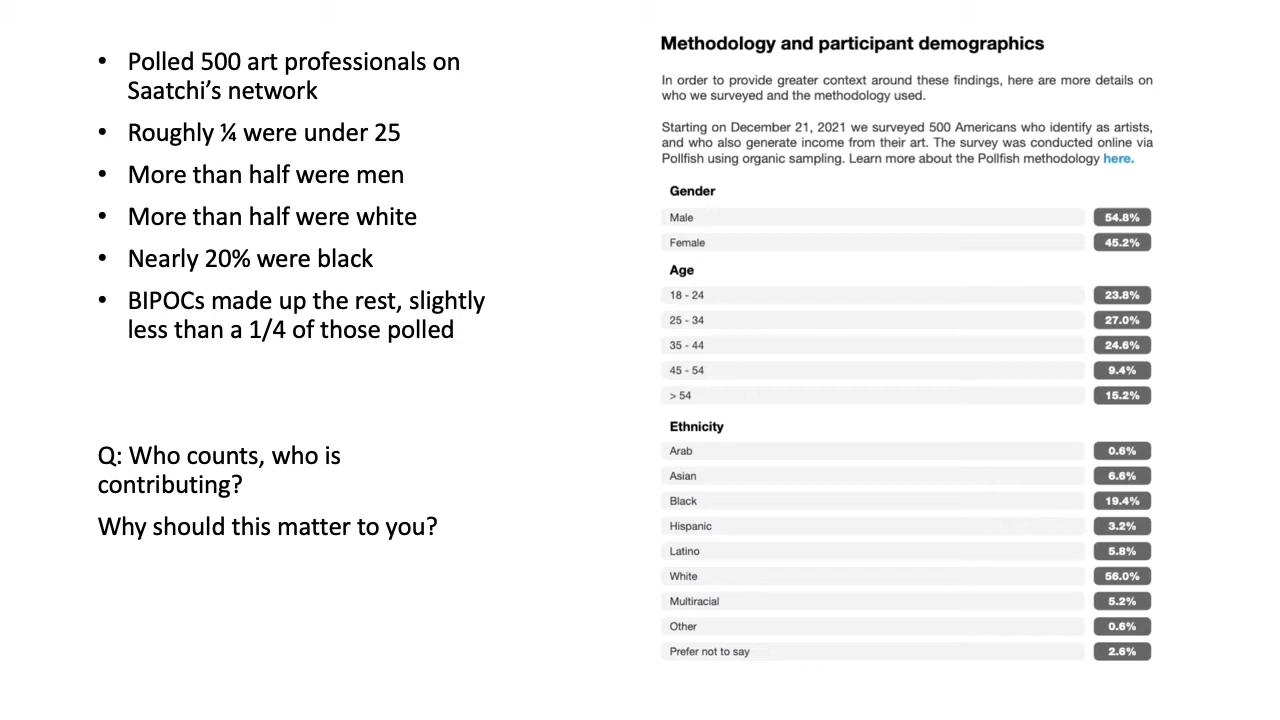 • Polled 500 art professionals on
Saatchi’s network
• Roughly ¼ were under 25
• More than half were men
• More than half were white
• Nearly 20% were black
• BIPOCs made up the rest, slightly
less than a 1/4 of those polled
Q: Who counts, who is
contributing?
Why should this matter to you?
Methodology and participant demographics
In order to provide greater context around these findings, here are more details on
who we surveyed and the methodology used.
Starting on December 21, 2021 we surveyed 500 Americans who identify as artists,
and who also generate income from their art. The survey was conducted online via
Pollfish using organic sampling. Learn more about the Pollfish methodology here.
Gender
Male 54.8%
Female 45.2%
Age
18 - 24 23.8%
25 - 34 27.0%
35 - 44 24.6%
45 - 54 9.4%
> 54 15.2%
Ethnicity
Arab 0.6%
Asian 6.6%
Black 19.4%
Hispanic 3.2%
Latino 5.8%
White 56.0%
Multiracial 5.2%
Other 0.6%
Prefer not to say 2.6%